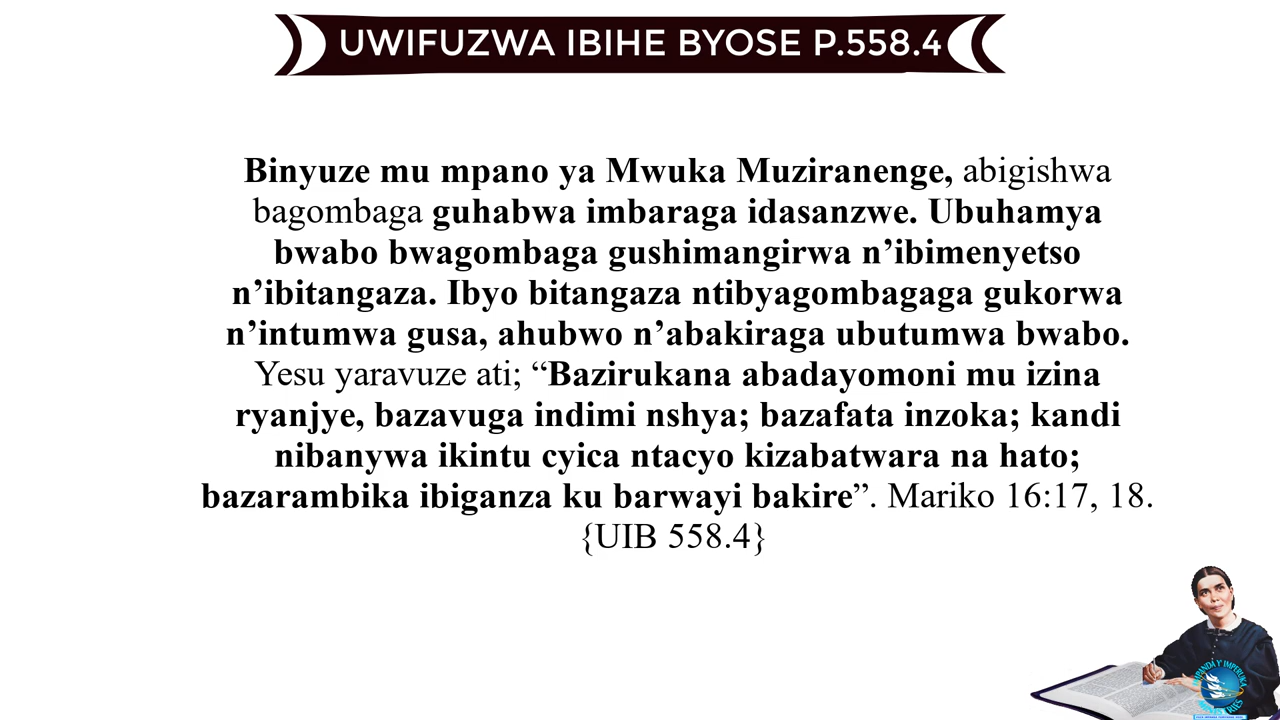 UWIFUZWA IBIHE BYOSE P.558.4
Binyuze mu mpano ya Mwuka Muziranenge, abigishwa
bagombaga guhabwa imbaraga idasanzwe. Ubuhamya
bwabo bwagombaga gushimangirwa n’ibimenyetso
n’ibitangaza. Ibyo bitangaza ntibyagombagaga gukorwa
n’intumwa gusa, ahubwo n’abakiraga ubutumwa bwabo.
Yesu yaravuze ati; “Bazirukana abadayomoni mu izina
ryanjye, bazavuga indimi nshya; bazafata inzoka; kandi
nibanywa ikintu cyica ntacyo kizabatwara na hato;
bazarambika ibiganza ku barwayi bakire”. Mariko 16:17, 18.
{UIB 558.4}